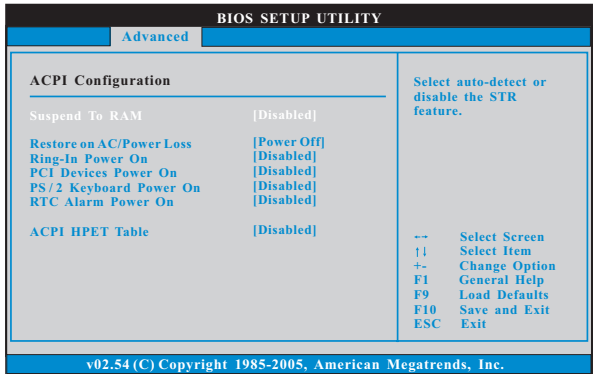 BIOS SETUP UTILITY
Advanced
ACPI Configuration
Suspend To RAM [Disabled]
Restore on AC/Power Loss [Power Off]
Ring-In Power On [Disabled]
PCI Devices Power On [Disabled]
PS/2 Keyboard Power On [Disabled]
RTC Alarm Power On [Disabled]
ACPI HPET Table [Disabled]
Select auto-detect or
disable the STR
feature.
←→ Select Screen
↑↓ Select Item
+- Change Option
F1 General Help
F9 Load Defaults
F10 Save and Exit
ESC Exit
v02.54 (C) Copyright 1985-2005, American Megatrends, Inc.